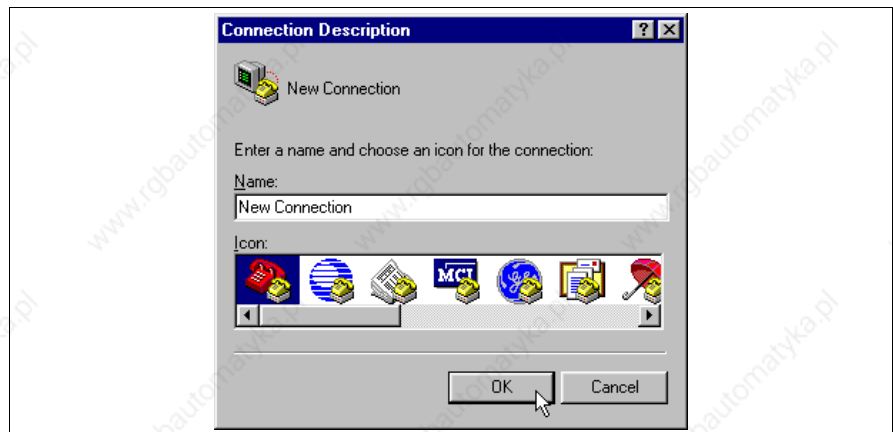 Connection Description
New Connection
Enter a name and choose an icon for the connection:
Name:
New Connection
Icon:
MCI
OK
Cancel
www.rgbautomatyka.pl